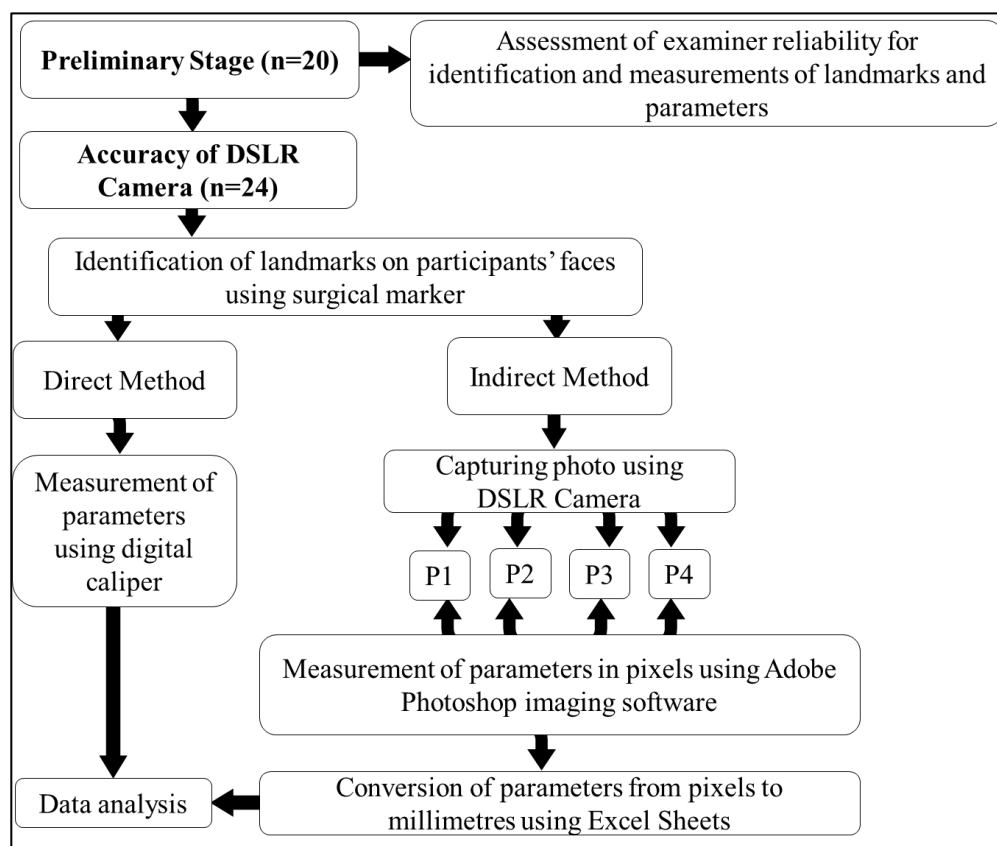 Preliminary Stage (n=20)
Assessment of examiner reliability for
identification and measurements of landmarks and
parameters
Accuracy of DSLR
Camera (n=24)
Identification of landmarks on participants’ faces
using surgical marker
Direct Method
Indirect Method
Measurement of
parameters
using digital
caliper
Capturing photo using
DSLR Camera
P1
P2
P3
P4
Measurement of parameters in pixels using Adobe
Photoshop imaging software
Data analysis
Conversion of parameters from pixels to
millimetres using Excel Sheets